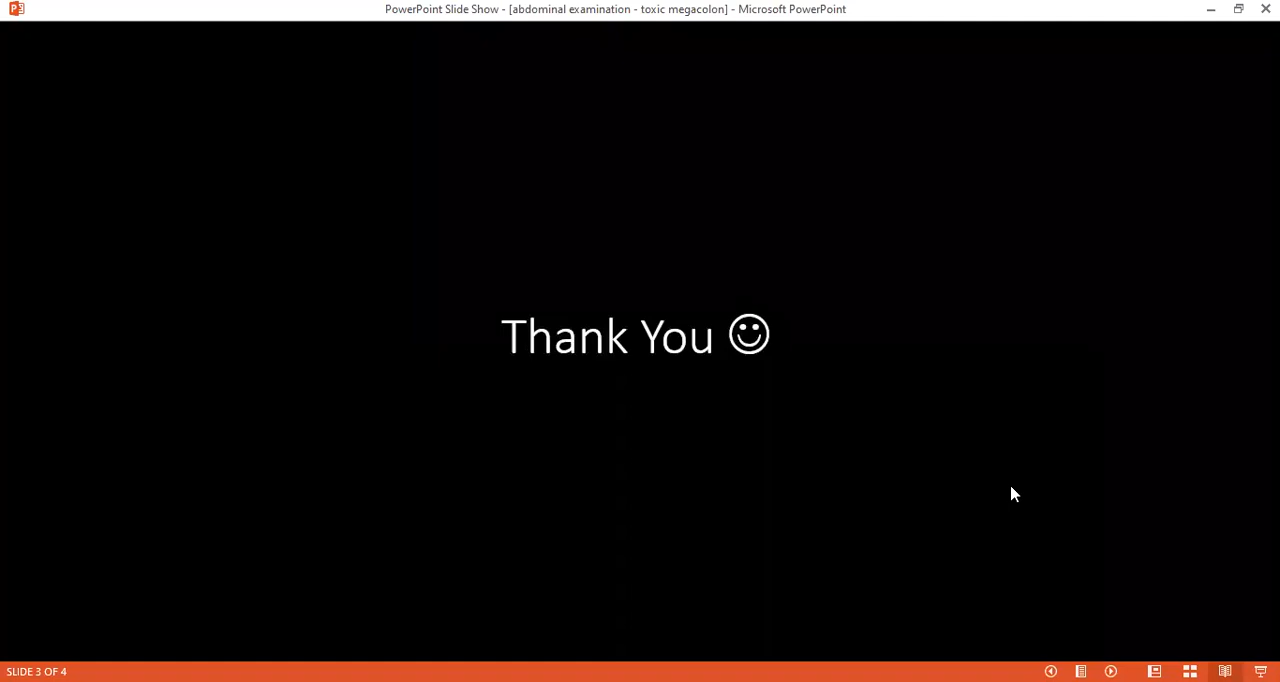 PowerPoint Slide Show - [abdominal examination - toxic megacolon] - Microsoft PowerPoint
Thank You ☺
SLIDE 3 OF 4